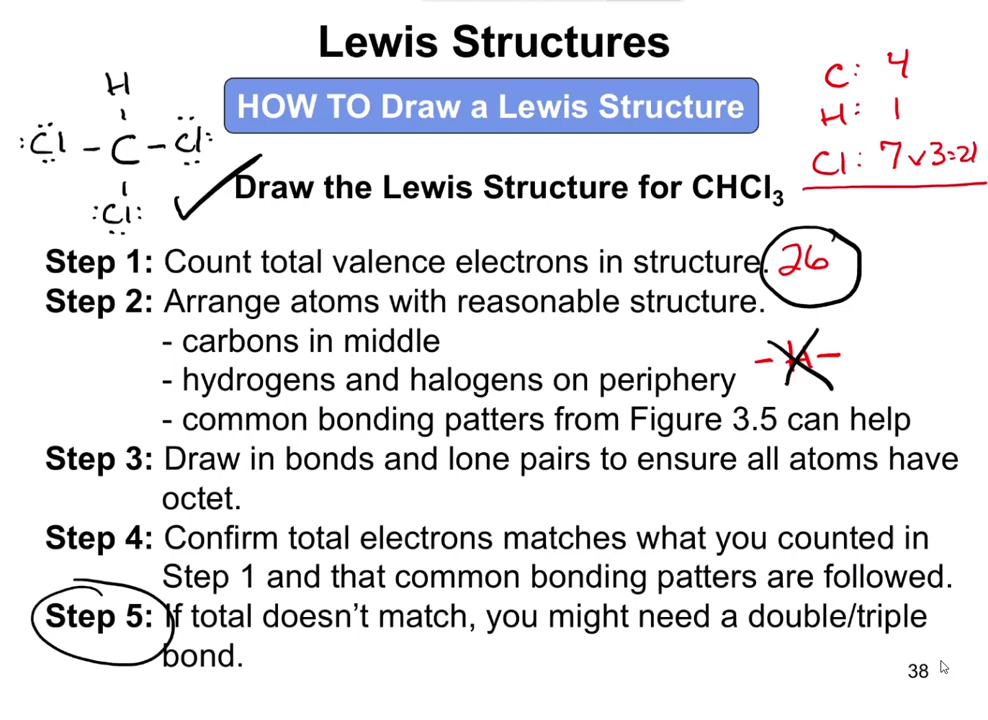 Lewis Structures
HOW TO Draw a Lewis Structure
H
:Cl - C - Cl:
:Cl:
C: 4
H: 1
Cl: 7 x 3 = 21
Draw the Lewis Structure for CHCl₃
Step 1: Count total valence electrons in structure. 26
Step 2: Arrange atoms with reasonable structure.
- carbons in middle
- H -
- hydrogens and halogens on periphery
- common bonding patters from Figure 3.5 can help
Step 3: Draw in bonds and lone pairs to ensure all atoms have
octet.
Step 4: Confirm total electrons matches what you counted in
Step 1 and that common bonding patters are followed.
Step 5: If total doesn’t match, you might need a double/triple
bond.
38